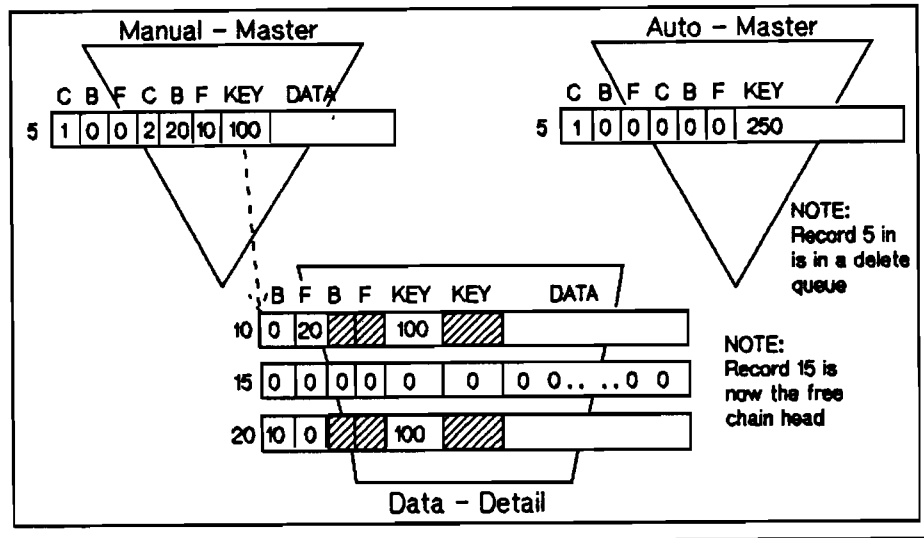 Manual - Master
C B F C B F KEY DATA
5 1 0 0 2 20 10 100
Auto - Master
C B F C B F KEY
5 1 0 0 0 0 0 250
NOTE:
Record 5 in
is in a delete
queue
B F B F KEY KEY DATA
10 0 20 100
15 0 0 0 0 0 0 0 0.. ..0 0
20 10 0 100
NOTE:
Record 15 is
now the free
chain head
Data - Detail